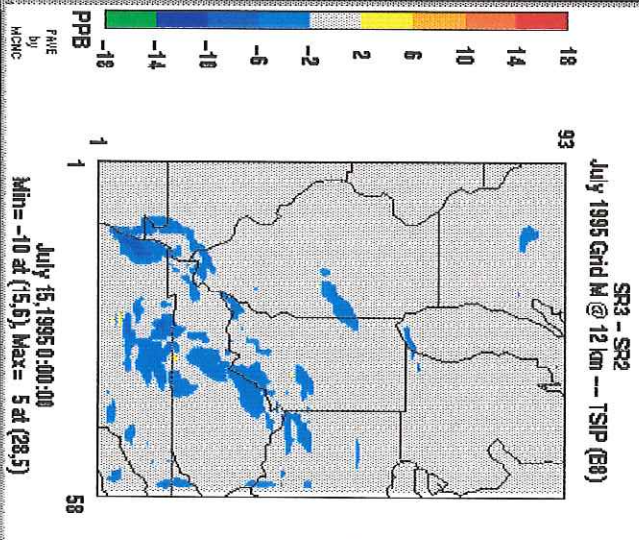 SR3 - SR2
July 1995 Grid M @ 12 km --- TSIP (B8)
18
14
10
6
2
-2
-6
-10
-14
-18
PPB
PAVE
by
MCNC
93
1
1
58
July 15,1995 0:00:00
Min= -10 at (15,6), Max= 5 at (28,5)